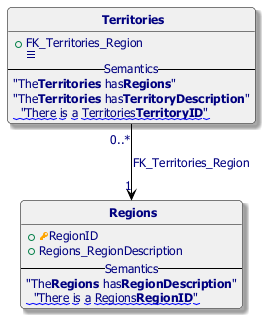 Territories
FK_Territories_Region
Semantics
"TheTerritories hasRegions"
"TheTerritories hasTerritoryDescription"
"There is a TerritoriesTerritoryID"
0..*
FK_Territories_Region
1
Regions
RegionID
Regions_RegionDescription
Semantics
"TheRegions hasRegionDescription"
"There is a RegionsRegionID"